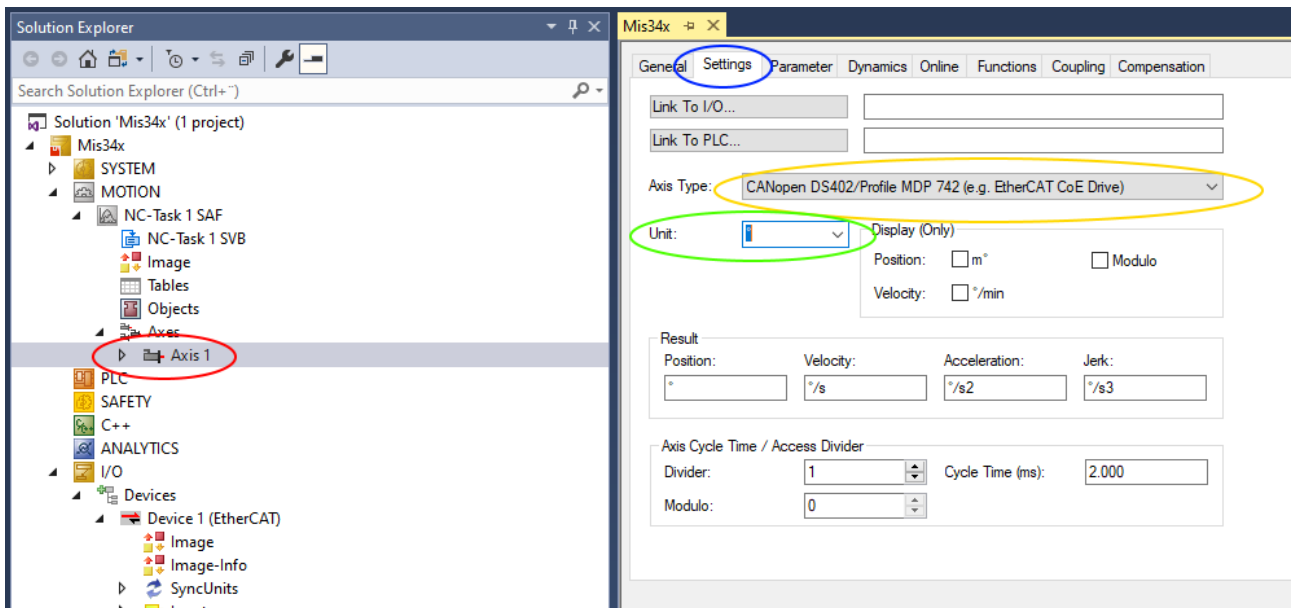 Solution Explorer
Search Solution Explorer (Ctrl+¨)
Solution 'Mis34x' (1 project)
Mis34x
SYSTEM
MOTION
NC-Task 1 SAF
NC-Task 1 SVB
Image
Tables
Objects
Axes
Axis 1
PLC
SAFETY
C++
ANALYTICS
I/O
Devices
Device 1 (EtherCAT)
Image
Image-Info
SyncUnits
Mis34x
General Settings Parameter Dynamics Online Functions Coupling Compensation
Link To I/O...
Link To PLC...
Axis Type: CANopen DS402/Profile MDP 742 (e.g. EtherCAT CoE Drive)
Unit: ° Display (Only)
Position: m° Modulo
Velocity: °/min
Result
Position: Velocity: Acceleration: Jerk:
° °/s °/s2 °/s3
Axis Cycle Time / Access Divider
Divider: 1 Cycle Time (ms): 2.000
Modulo: 0